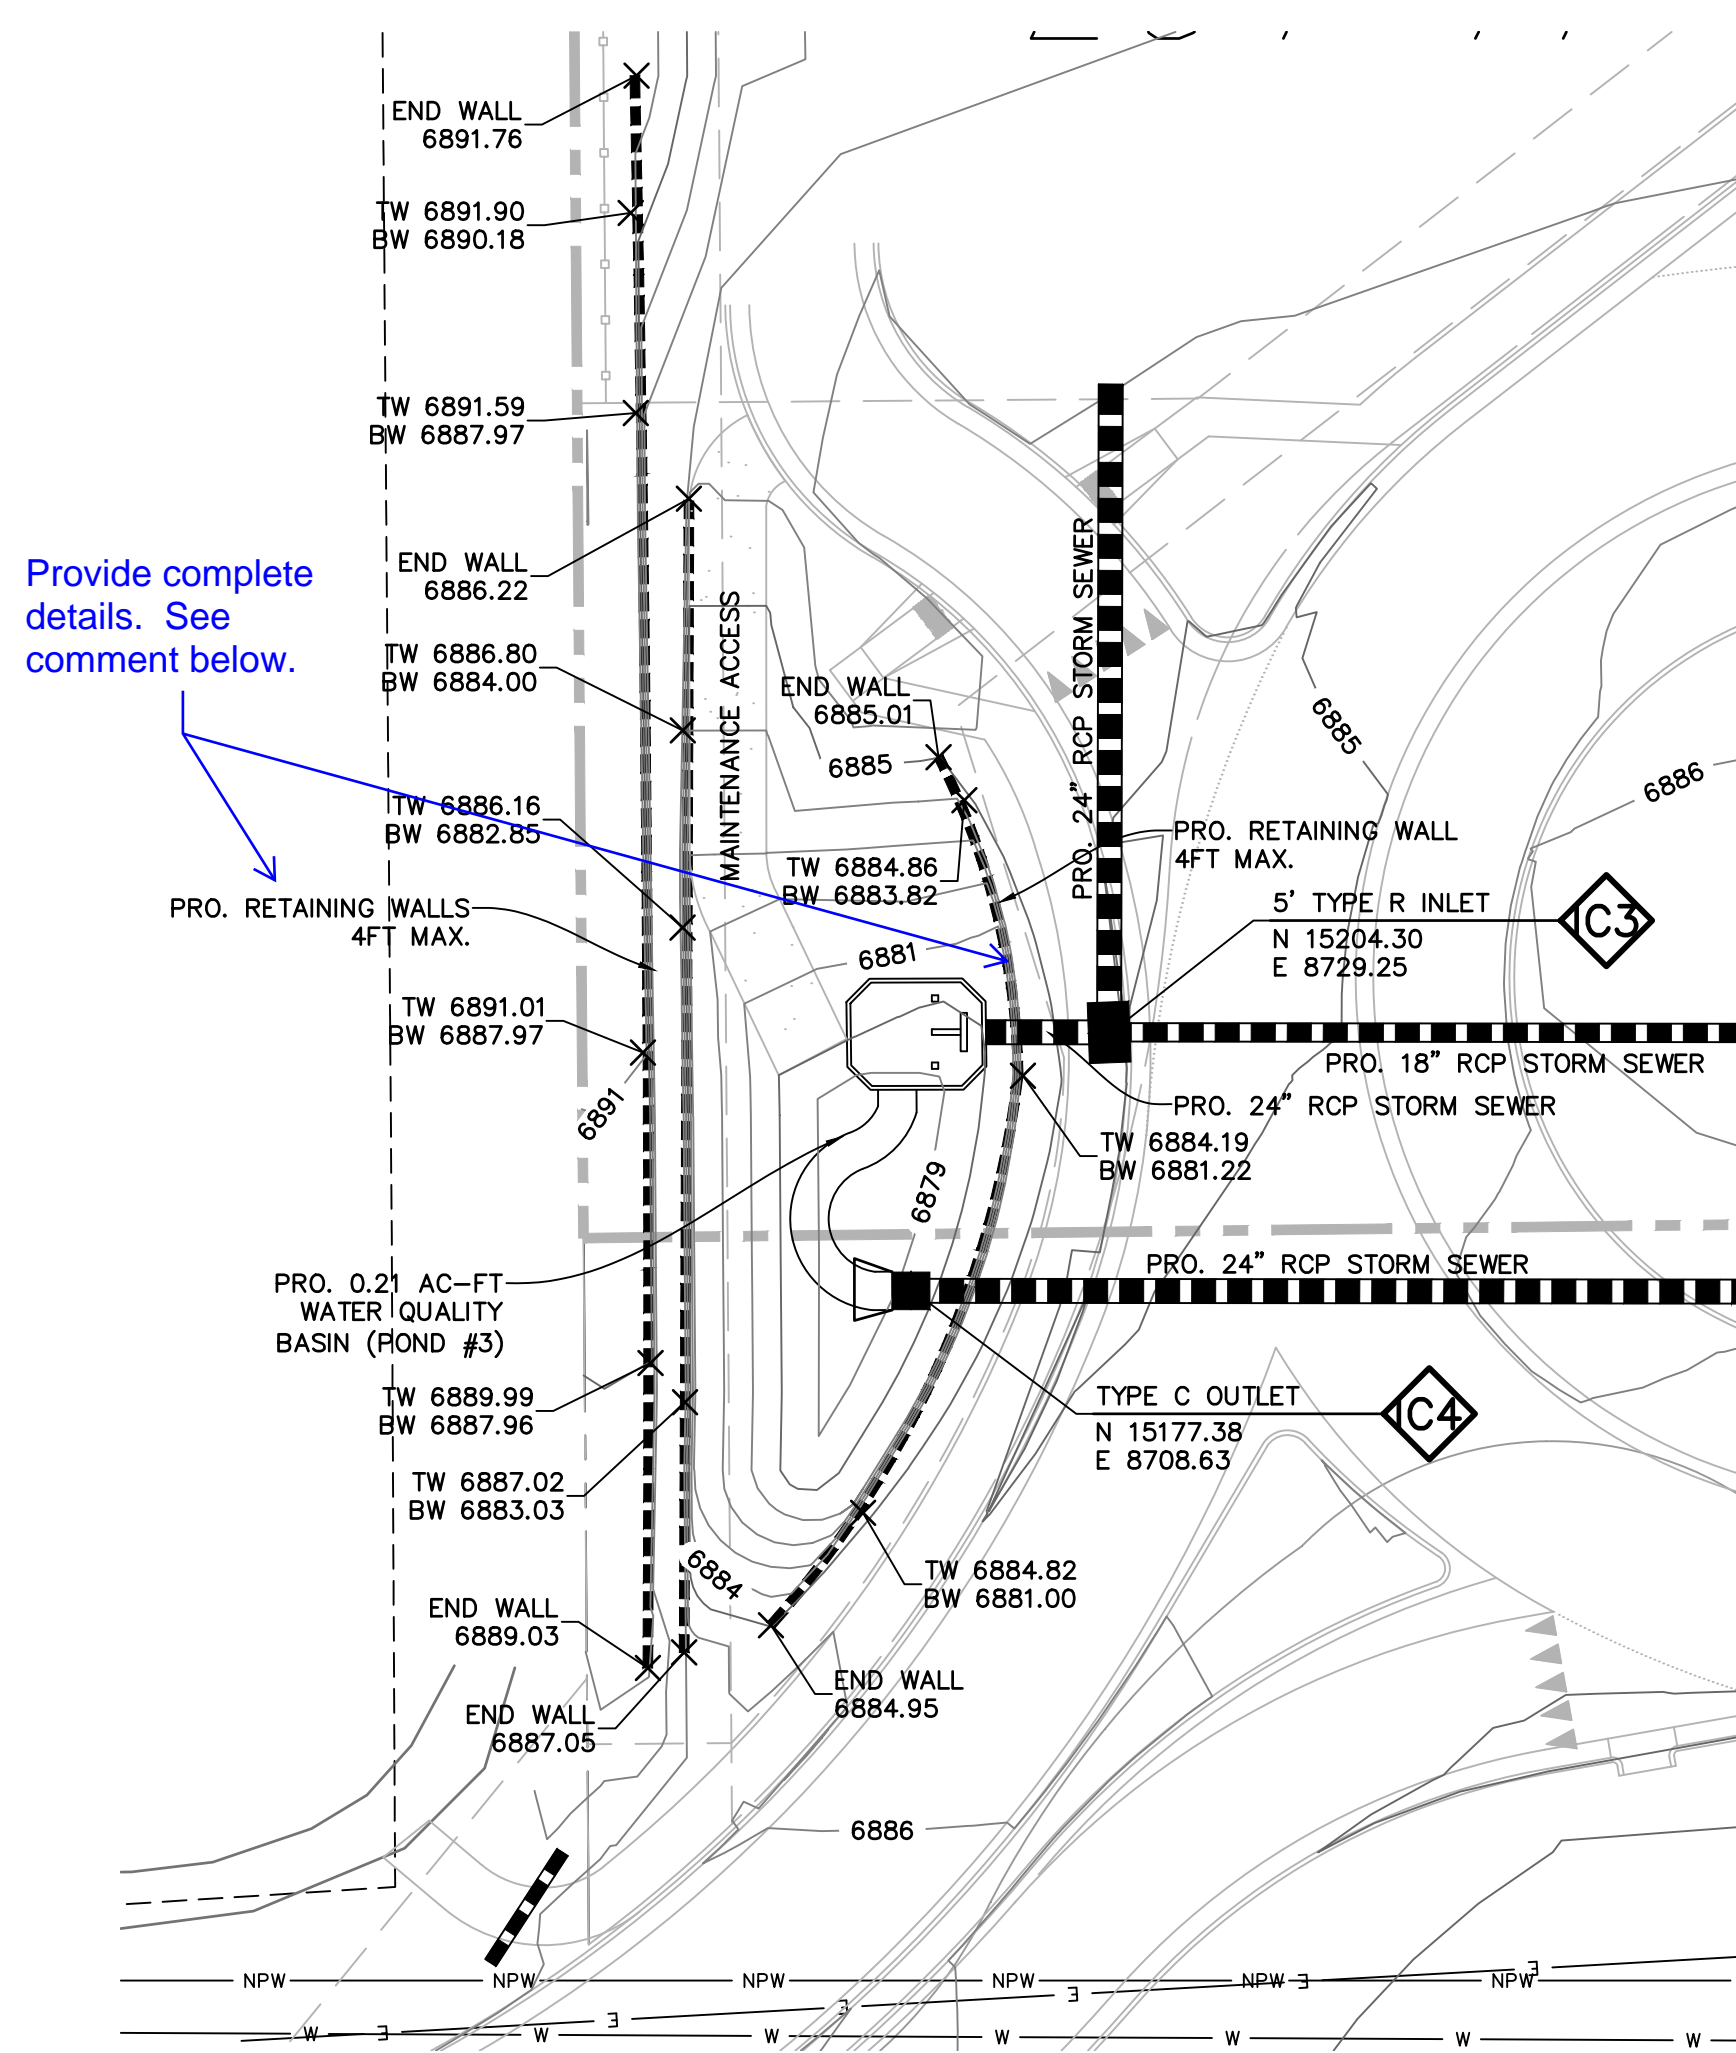 END WALL
6891.76
TW 6891.90
BW 6890.18
TW 6891.59
BW 6887.97
END WALL
6886.22
Provide complete
details. See
comment below.
TW 6886.80
BW 6884.00
MAINTENANCE ACCESS
END WALL
6885.01
6885
PRO. 24" RCP STORM SEWER
6885
6886
TW 6886.16
BW 6882.85
TW 6884.86
BW 6883.82
PRO. RETAINING WALL
4FT MAX.
PRO. RETAINING WALLS
4FT MAX.
5' TYPE R INLET
N 15204.30
E 8729.25
IC3
6881
TW 6891.01
BW 6887.97
6891
PRO. 18" RCP STORM SEWER
PRO. 24" RCP STORM SEWER
TW 6884.19
BW 6881.22
6879
PRO. 24" RCP STORM SEWER
PRO. 0.21 AC-FT
WATER QUALITY
BASIN (POND #3)
TW 6889.99
BW 6887.96
TYPE C OUTLET
N 15177.38
E 8708.63
IC4
TW 6887.02
BW 6883.03
6884
TW 6884.82
BW 6881.00
END WALL
6889.03
END WALL
6884.95
END WALL
6887.05
6886
NPW NPW NPW NPW NPW NPW
E E E E E E
W W W W W W W